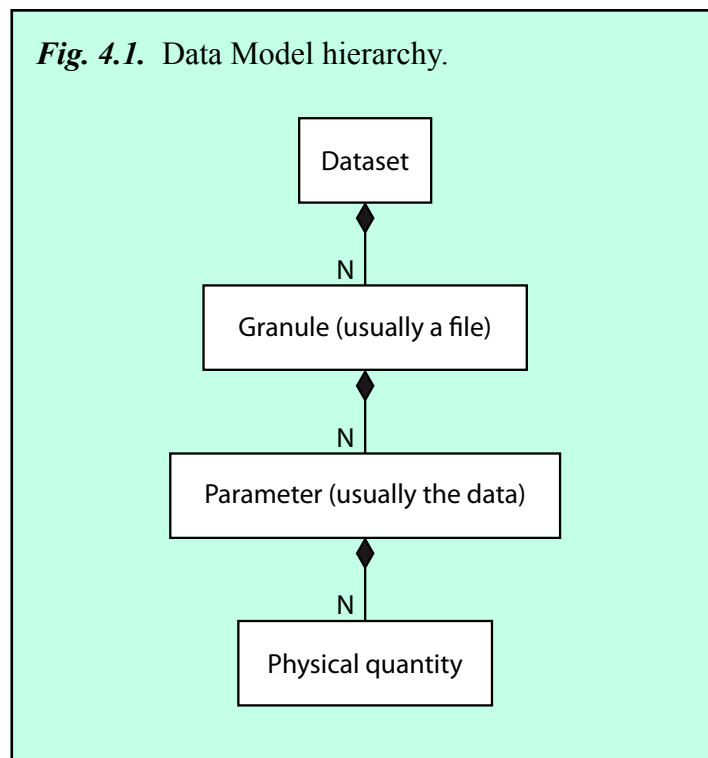 Fig. 4.1. Data Model hierarchy.
Dataset
N
Granule (usually a file)
N
Parameter (usually the data)
N
Physical quantity